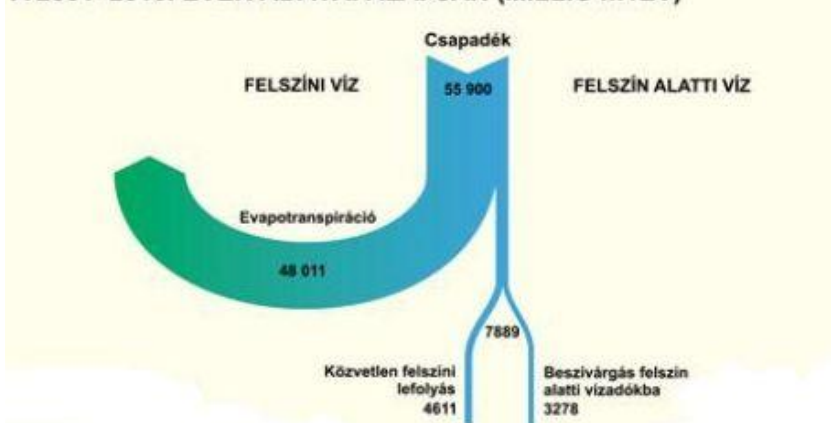 Csapadék
FELSZÍNI VÍZ
55 900
FELSZÍN ALATTI VÍZ
Evapotranspiráció
48 011
7889
Közvetlen felszíni
lefolyás
4611
Beszivárgás felszín
alatti vízadókba
3278